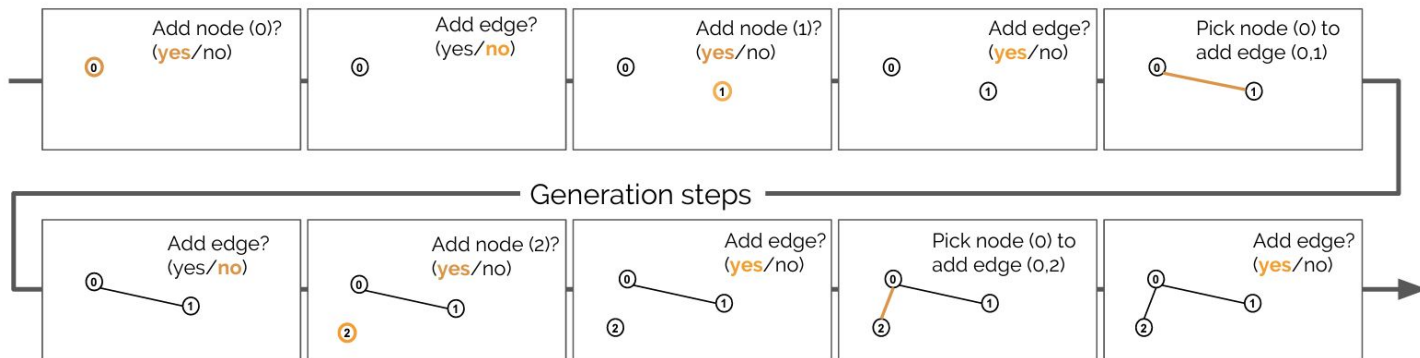 Add node (0)?
(yes/no)
0
Add edge?
(yes/no)
0
Add node (1)?
(yes/no)
0
1
Add edge?
(yes/no)
0
1
Pick node (0) to
add edge (0,1)
0
1
Generation steps
Add edge?
(yes/no)
0
1
Add node (2)?
(yes/no)
0
1
2
Add edge?
(yes/no)
0
1
2
Pick node (0) to
add edge (0,2)
0
1
2
Add edge?
(yes/no)
0
1
2